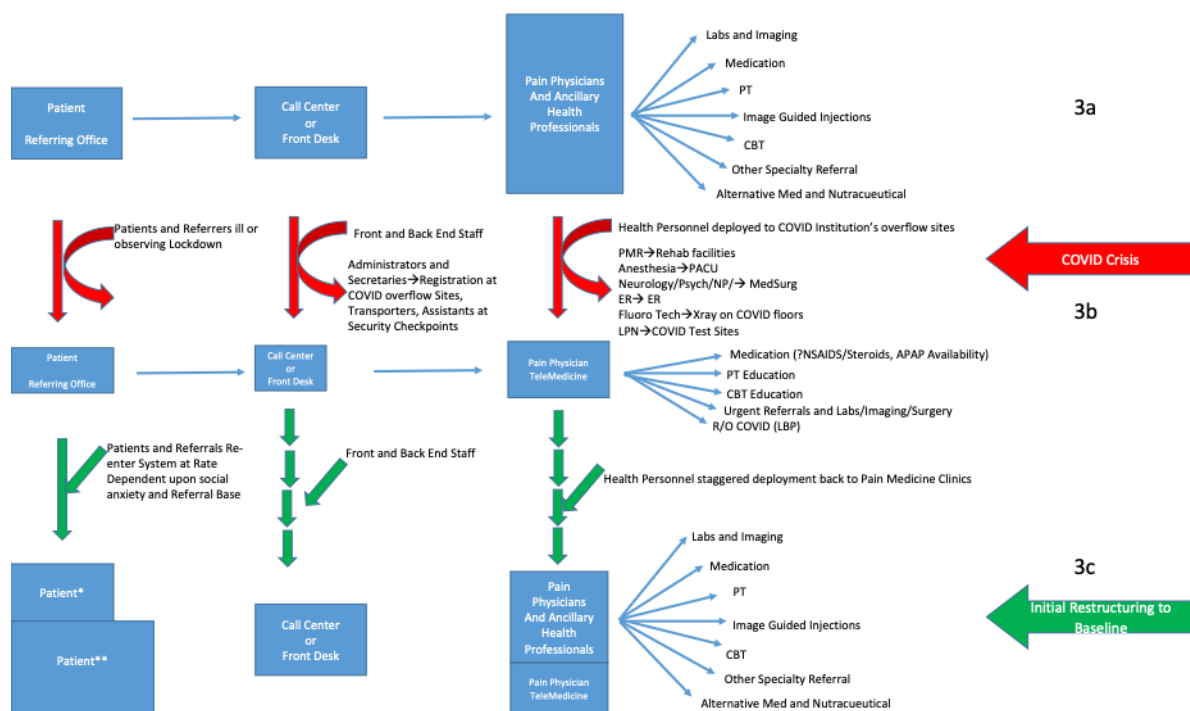 Labs and Imaging
Medication
PT
Image Guided Injections
CBT
Other Specialty Referral
Alternative Med and Nutracueutical
Patient
Referring Office
Call Center
or
Front Desk
Pain Physicians
And Ancillary
Health
Professionals
3a
Patients and Referrers ill or
observing Lockdown
Front and Back End Staff
Administrators and
Secretaries→Registration at
COVID overflow Sites,
Transporters, Assistants at
Security Checkpoints
Health Personnel deployed to COVID Institution's overflow sites
PMR→Rehab facilities
Anesthesia→PACU
Neurology/Psych/NP/→ MedSurg
ER→ ER
Fluoro Tech→Xray on COVID floors
LPN→COVID Test Sites
COVID Crisis
3b
Patient
Referring Office
Call Center
or
Front Desk
Pain Physician
TeleMedicine
Medication (?NSAIDS/Steroids, APAP Availability)
PT Education
CBT Education
Urgent Referrals and Labs/Imaging/Surgery
R/O COVID (LBP)
Patients and Referrals Re-
enter System at Rate
Dependent upon social
anxiety and Referral Base
Front and Back End Staff
Health Personnel staggered deployment back to Pain Medicine Clinics
Labs and Imaging
Medication
PT
Image Guided Injections
CBT
Other Specialty Referral
Alternative Med and Nutracueutical
3c
Initial Restructuring to
Baseline
Patient*
Patient**
Call Center
or
Front Desk
Pain
Physicians
And Ancillary
Health
Professionals
Pain Physician
TeleMedicine